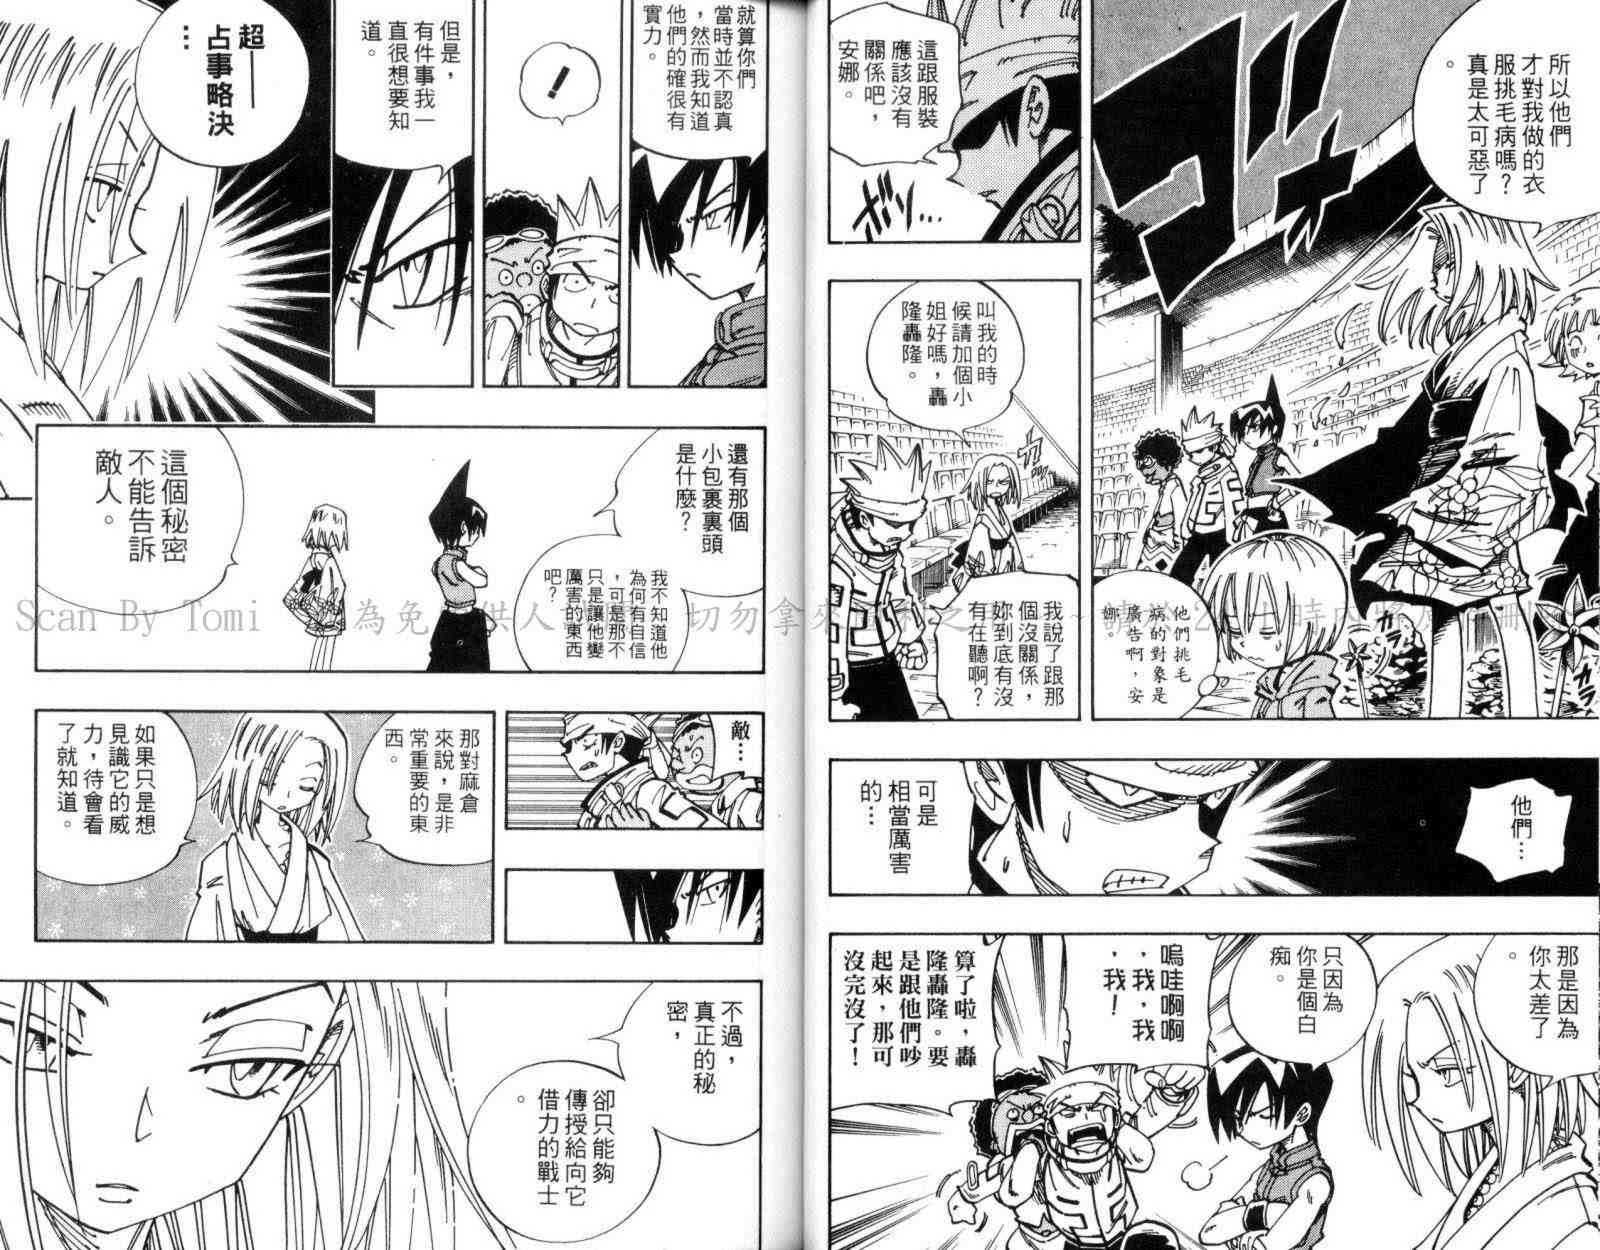 所以他們
才對我做的衣
服挑毛病嗎?
真是太可惡了
。
這跟服裝
應該沒有
關係吧,
安娜。
ボソ…
他們挑毛
病的對象是
廣告啊,安
娜。
叫我的時
候請加個小
姐好嗎,轟
隆轟隆。
我說了跟那
個沒關係,
妳到底有沒
有在聽啊?
他們…
可是
相當厲害
的…
那是因為
你太差了
。
只因為
你是個白
痴。
嗚哇啊啊
,我,我
,我!
算了啦,轟
隆轟隆。要
是跟他們吵
起來,那可
沒完沒了!
就算你們
當時並不認真
,然而我知道
他們的確很有
實力。
!
但是,
有件事我一
直很想要知
道。
超——
占事略決
…
還有那個
小包裹裏頭
是什麼?
我不知道他
為何有自信
,可是那不
只是讓他變
厲害的東西
吧?
這個秘密
不能告訴
敵人。
敵…
那對麻倉
來說,是非
常重要的東
西。
如果只是想
見識它的威
力,待會看
了就知道。
不過,
真正的秘
密,
卻只能夠
傳授給向它
借力的戰士
。
Scan By Tomi